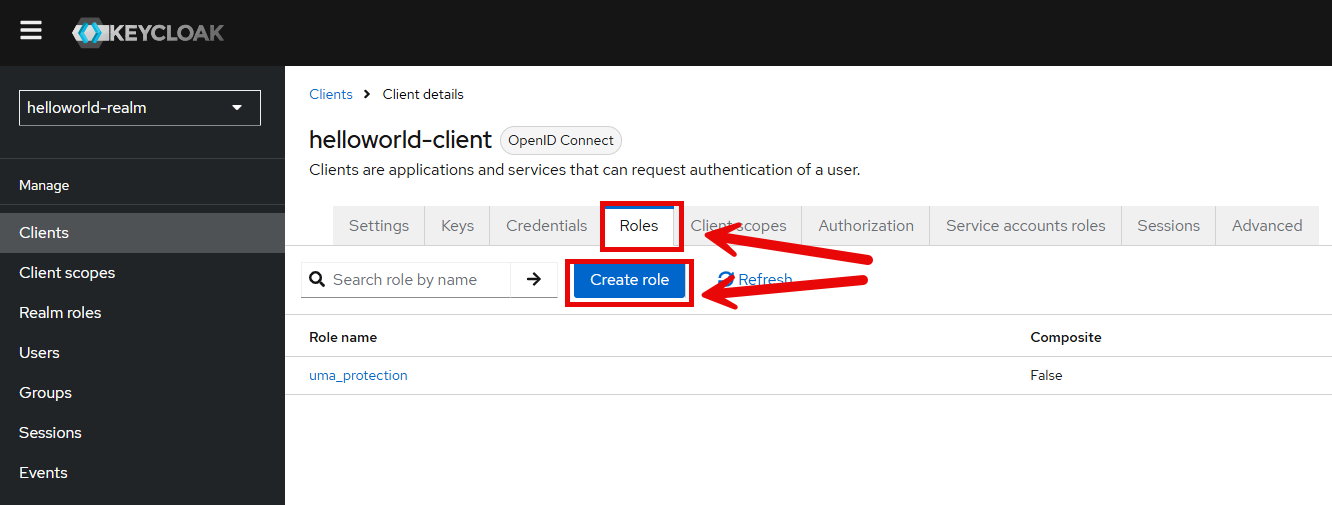 KEYCLOAK
helloworld-realm
Manage
Clients
Client scopes
Realm roles
Users
Groups
Sessions
Events
Clients > Client details
helloworld-client OpenID Connect
Clients are applications and services that can request authentication of a user.
Settings Keys Credentials Roles Client scopes Authorization Service accounts roles Sessions Advanced
Search role by name Create role Refresh
Role name Composite
uma_protection False